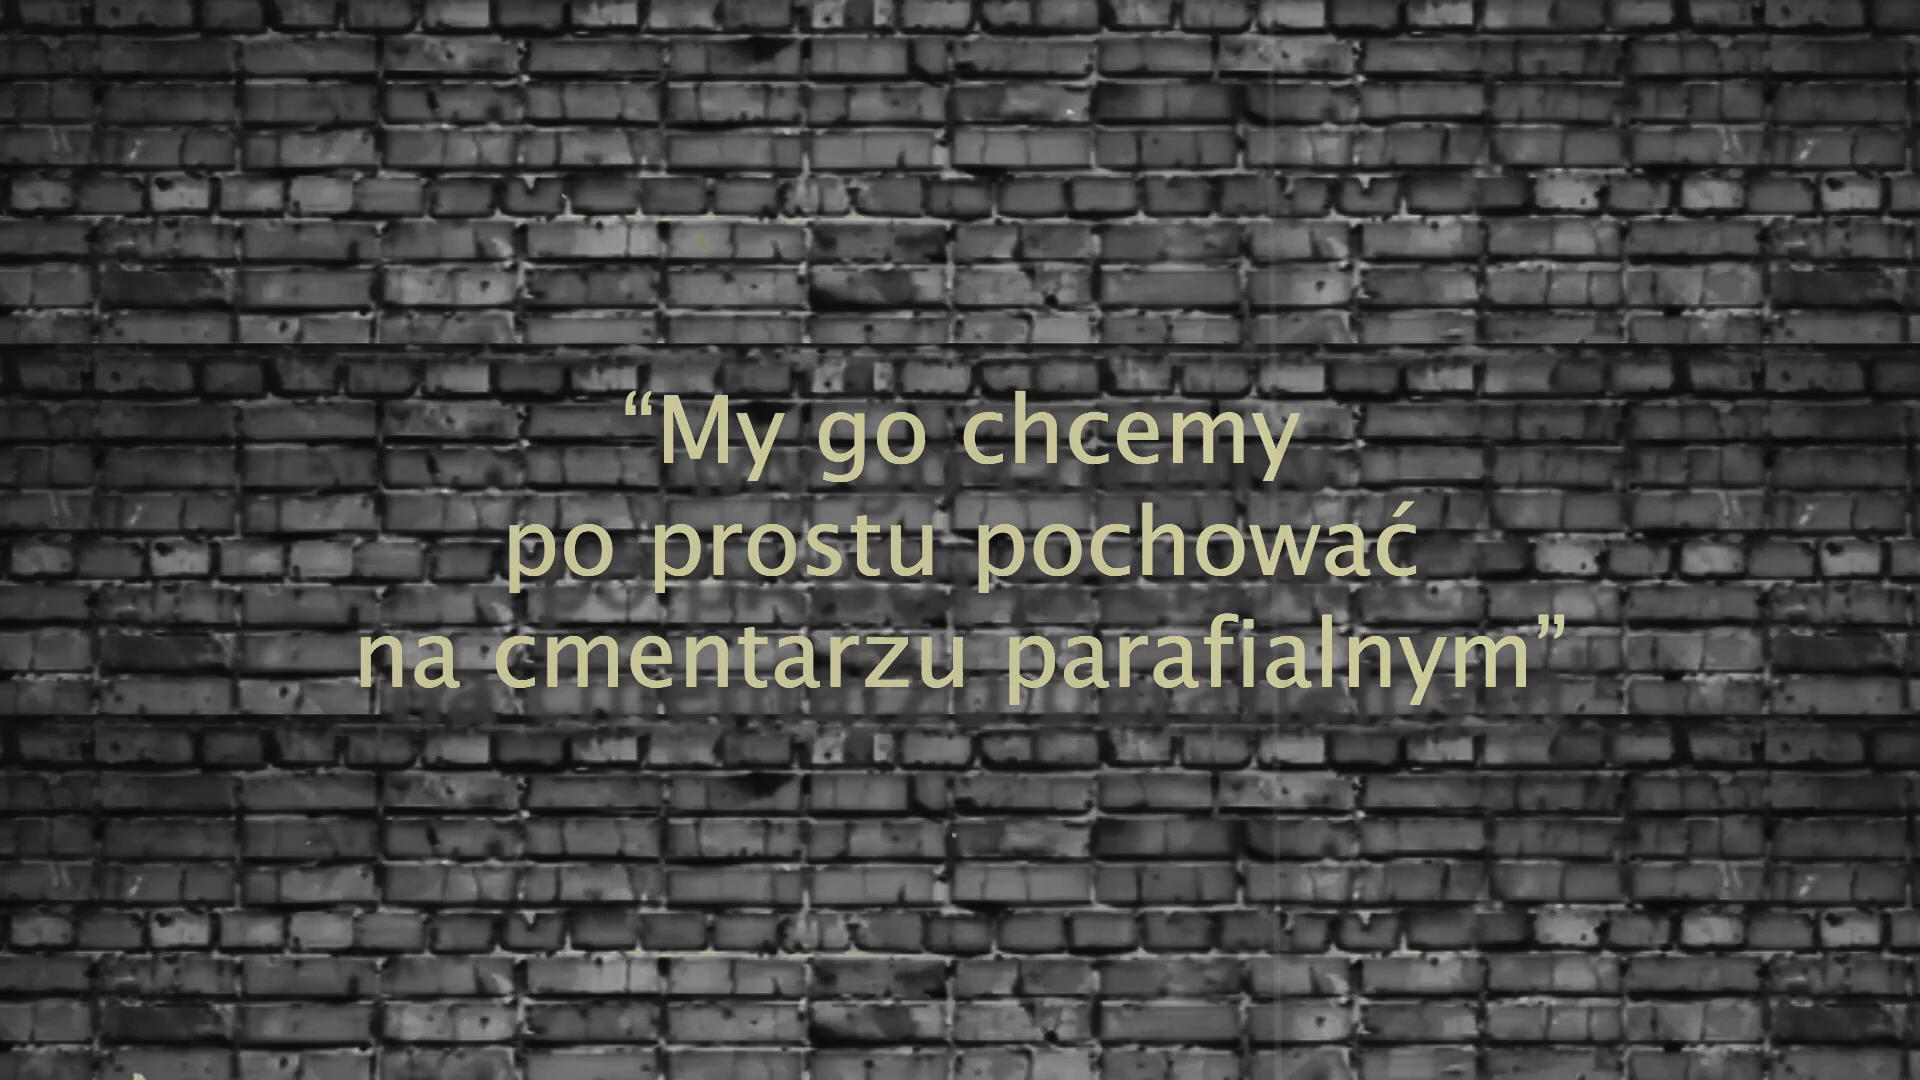 “My go chcemy
po prostu pochować
na cmentarzu parafialnym”